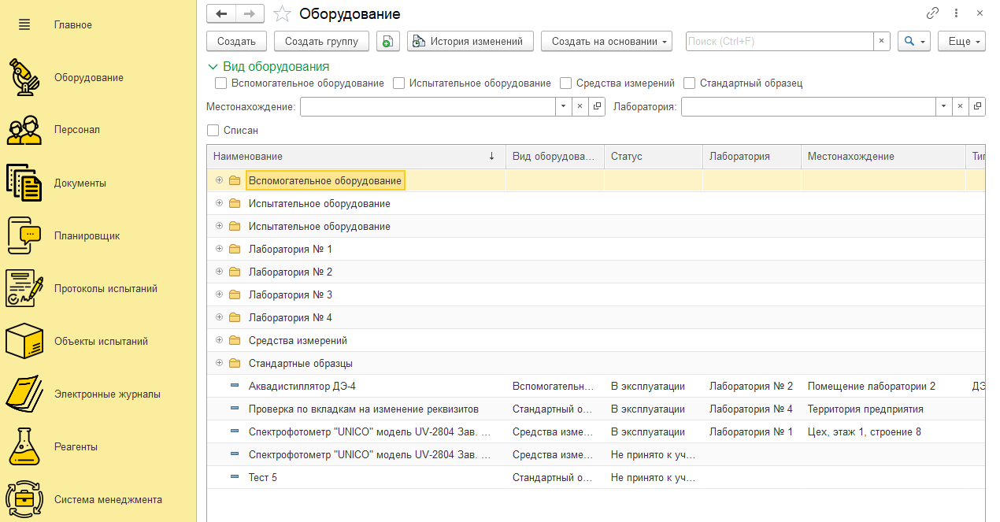 Главное
Оборудование
Персонал
Документы
Планировщик
Протоколы испытаний
Объекты испытаний
Электронные журналы
Реагенты
Система менеджмента
Оборудование
Создать Создать группу История изменений Создать на основании Поиск (Ctrl+F) × Еще
Вид оборудования
Вспомогательное оборудование Испытательное оборудование Средства измерений Стандартный образец
Местонахождение: Лаборатория:
Списан
Наименование ↓ Вид оборудова... Статус Лаборатория Местонахождение Тип
Вспомогательное оборудование
Испытательное оборудование
Испытательное оборудование
Лаборатория № 1
Лаборатория № 2
Лаборатория № 3
Лаборатория № 4
Средства измерений
Стандартные образцы
Аквадистиллятор ДЭ-4 Вспомогательн... В эксплуатации Лаборатория № 2 Помещение лаборатории 2 ДЭ
Проверка по вкладкам на изменение реквизитов Стандартный о... В эксплуатации Лаборатория № 4 Территория предприятия
Спектрофотометр "UNICO" модель UV-2804 Зав. ... Средства изме... В эксплуатации Лаборатория № 1 Цех, этаж 1, строение 8
Спектрофотометр "UNICO" модель UV-2804 Зав. ... Средства изме... Не принято к уч...
Тест 5 Стандартный о... Не принято к уч...